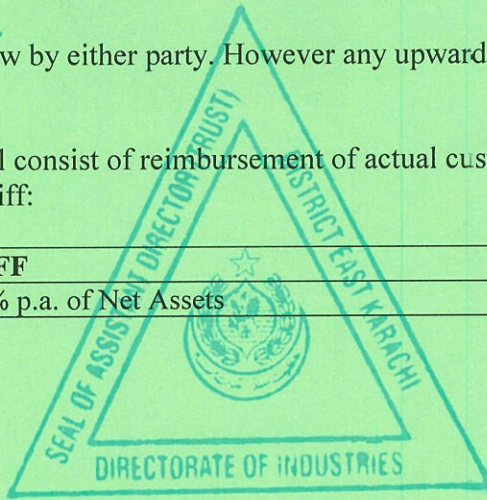 w by either party. However any upward
l consist of reimbursement of actual cus
iff:
FF
% p.a. of Net Assets
SEAL OF ASSISTANT DIRECTOR (TRUST)
DISTRICT EAST KARACHI
DIRECTORATE OF INDUSTRIES